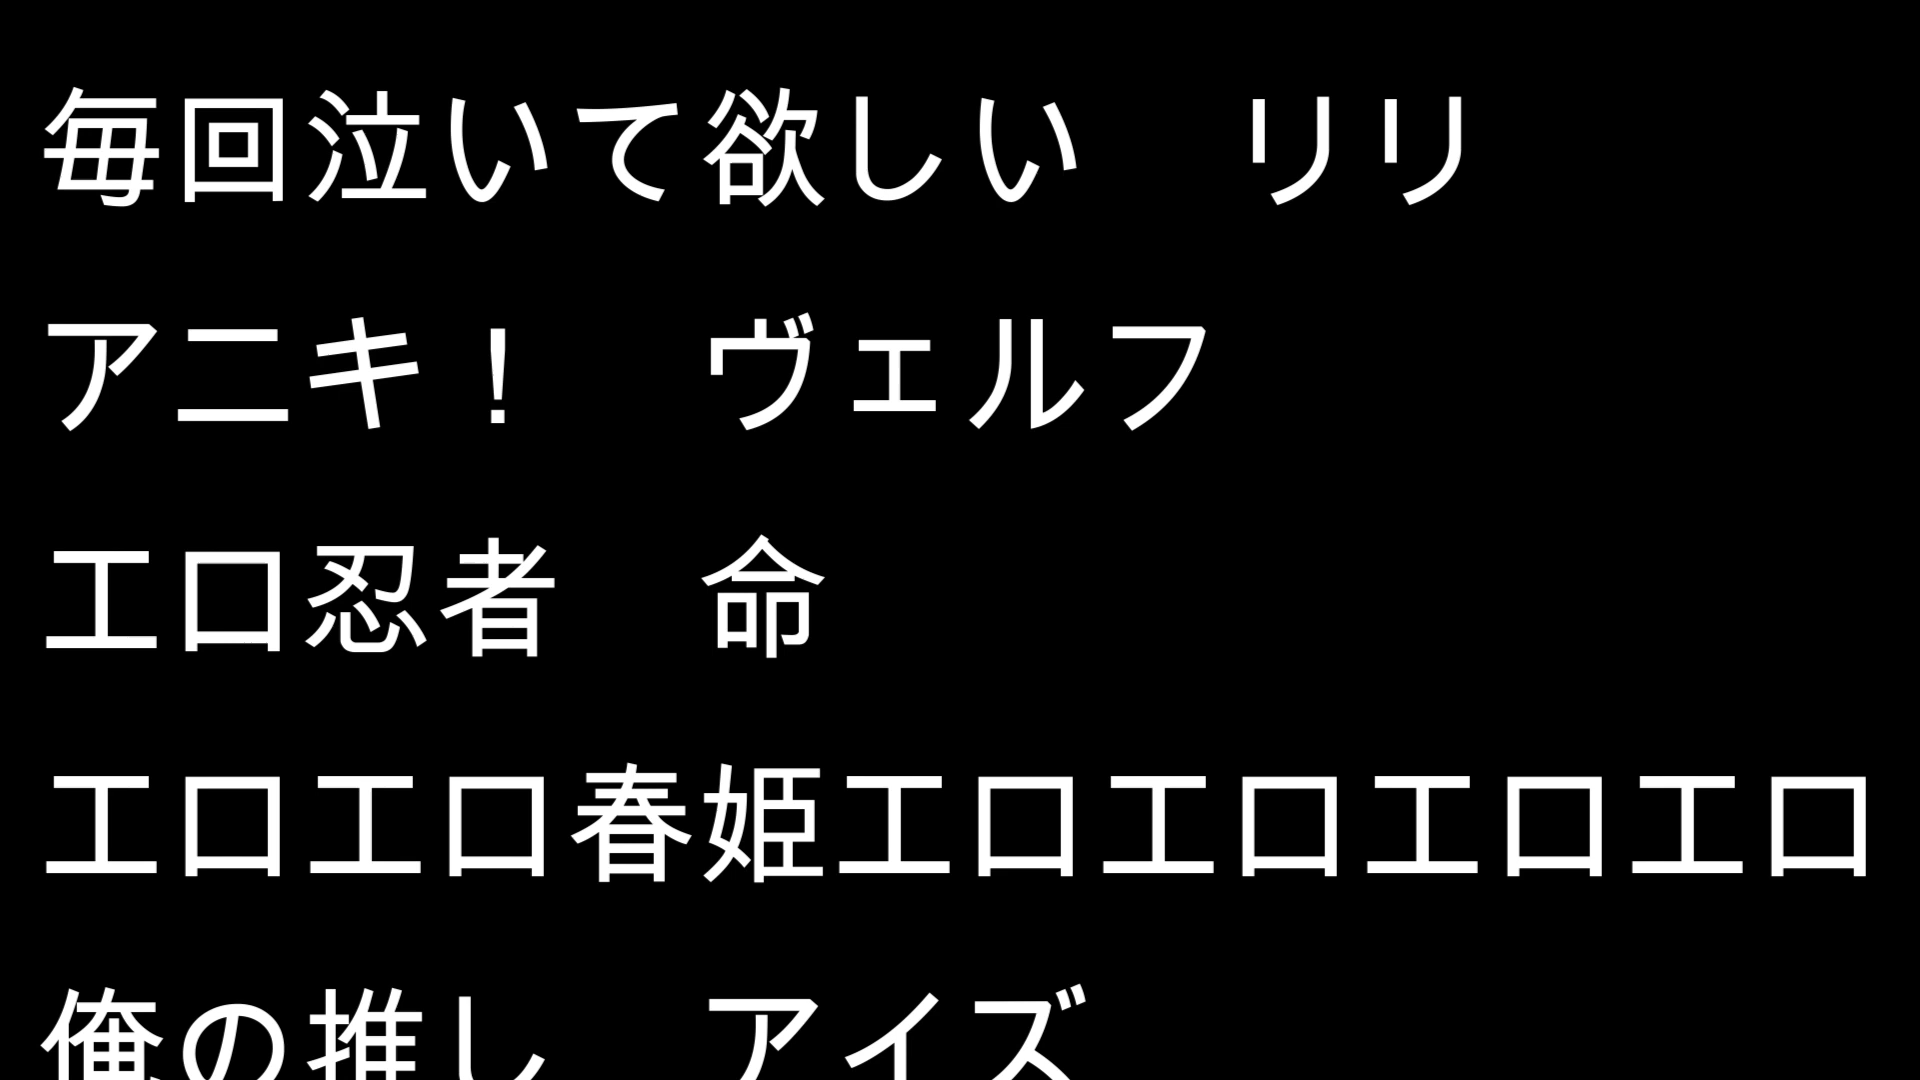 毎回泣いて欲しい　リリ
アニキ！　ヴェルフ
エロ忍者　命
エロエロ春姫エロエロエロエロ
俺の推し　アイズ